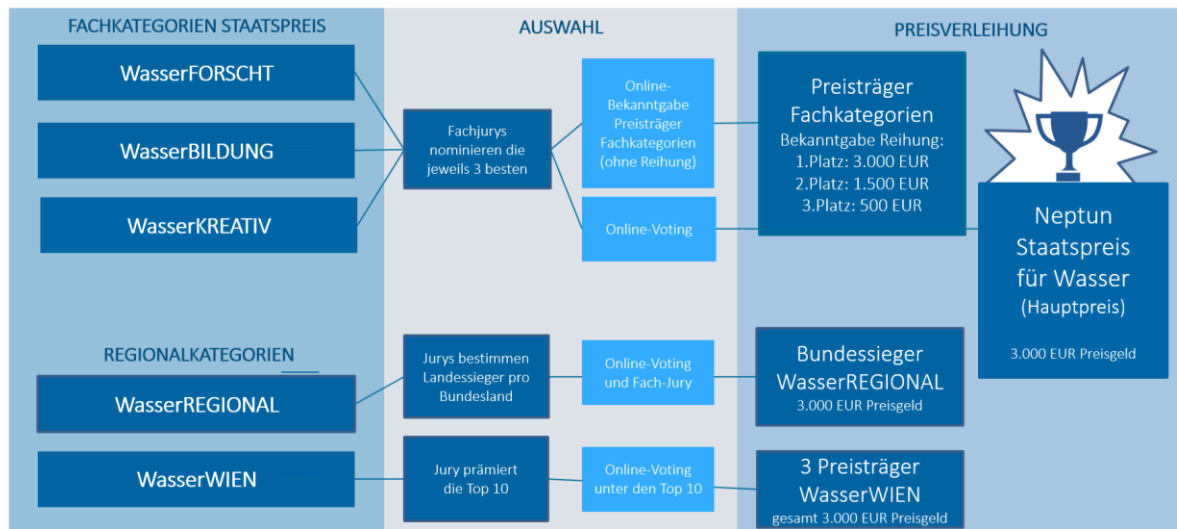 FACHKATEGORIEN STAATSPREIS
AUSWAHL
PREISVERLEIHUNG
WasserFORSCHT
WasserBILDUNG
WasserKREATIV
Fachjurys
nominieren die
jeweils 3 besten
Online-
Bekanntgabe
Preisträger
Fachkategorien
(ohne Reihung)
Online-Voting
Preisträger
Fachkategorien
Bekanntgabe Reihung:
1.Platz: 3.000 EUR
2.Platz: 1.500 EUR
3.Platz: 500 EUR
Neptun
Staatspreis
für Wasser
(Hauptpreis)
3.000 EUR Preisgeld
REGIONALKATEGORIEN
WasserREGIONAL
Jurys bestimmen
Landessieger pro
Bundesland
Online-Voting
und Fach-Jury
Bundessieger
WasserREGIONAL
3.000 EUR Preisgeld
WasserWIEN
Jury prämiert
die Top 10
Online-Voting
unter den Top 10
3 Preisträger
WasserWIEN
gesamt 3.000 EUR Preisgeld